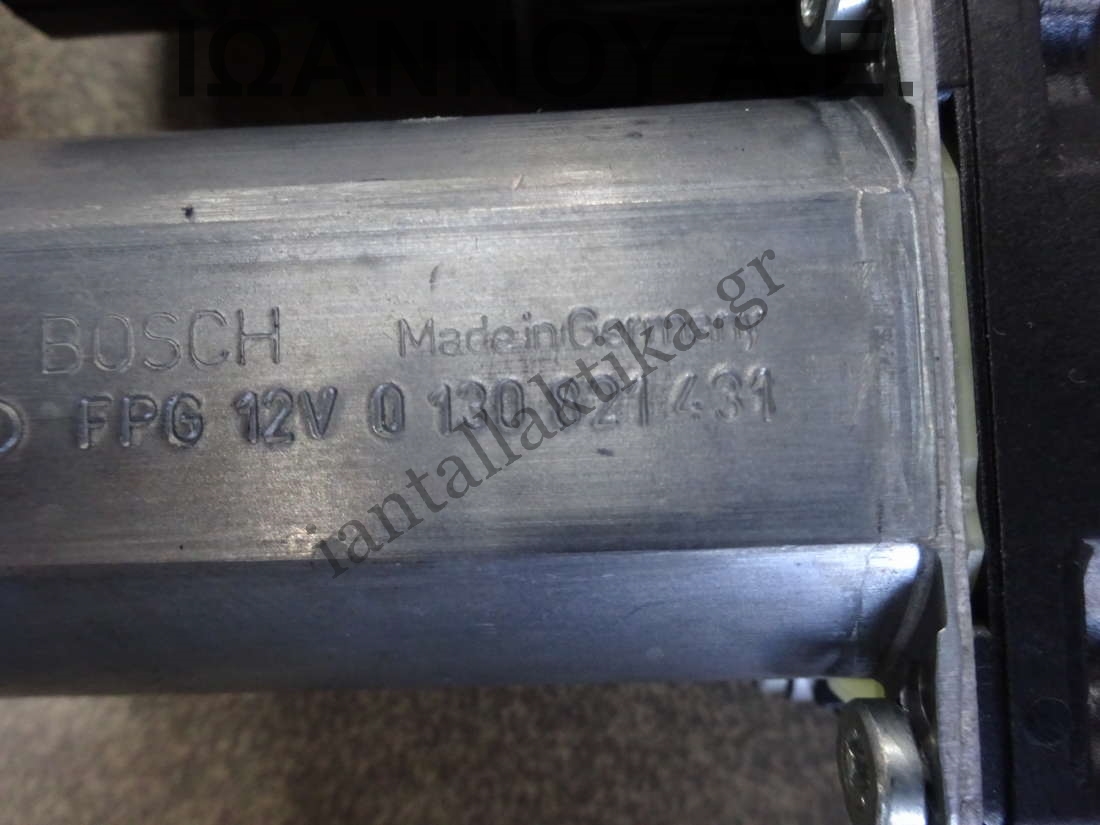 ΙΩΑΝΝΟΥ Α.Ε.
BOSCH Made in Germany
FPG 12V 0 130 821 431
iantallaktika.gr